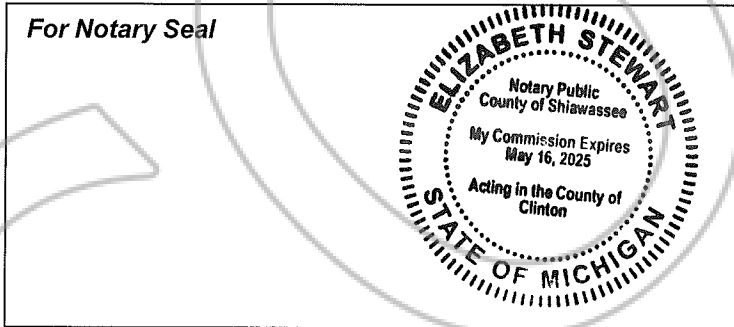 For Notary Seal
ELIZABETH STEWART
Notary Public
County of Shiawassee
My Commission Expires
May 16, 2025
Acting in the County of
Clinton
STATE OF MICHIGAN